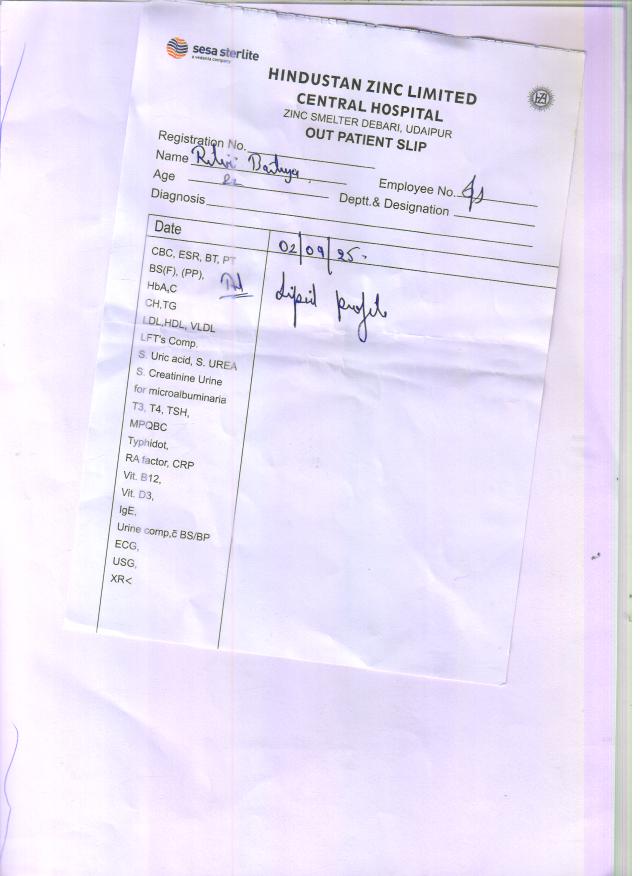 sesa sterlite
a vedanta company
HINDUSTAN ZINC LIMITED
CENTRAL HOSPITAL
ZINC SMELTER DEBARI, UDAIPUR
OUT PATIENT SLIP
Registration No.
Name
Employee No.
Age
Deptt.& Designation
Diagnosis
Date 02/09/25.
CBC, ESR, BT, PT
BS(F), (PP),
HbA,C
CH,TG
LDL,HDL, VLDL
LFT's Comp.
S. Uric acid, S. UREA
S. Creatinine Urine
for microalbuminaria
T3, T4, TSH,
MPQBC
Typhidot,
RA factor, CRP
Vit. B12,
Vit. D3,
IgE,
Urine comp,c̄ BS/BP
ECG,
USG,
XR<
Lipid profile